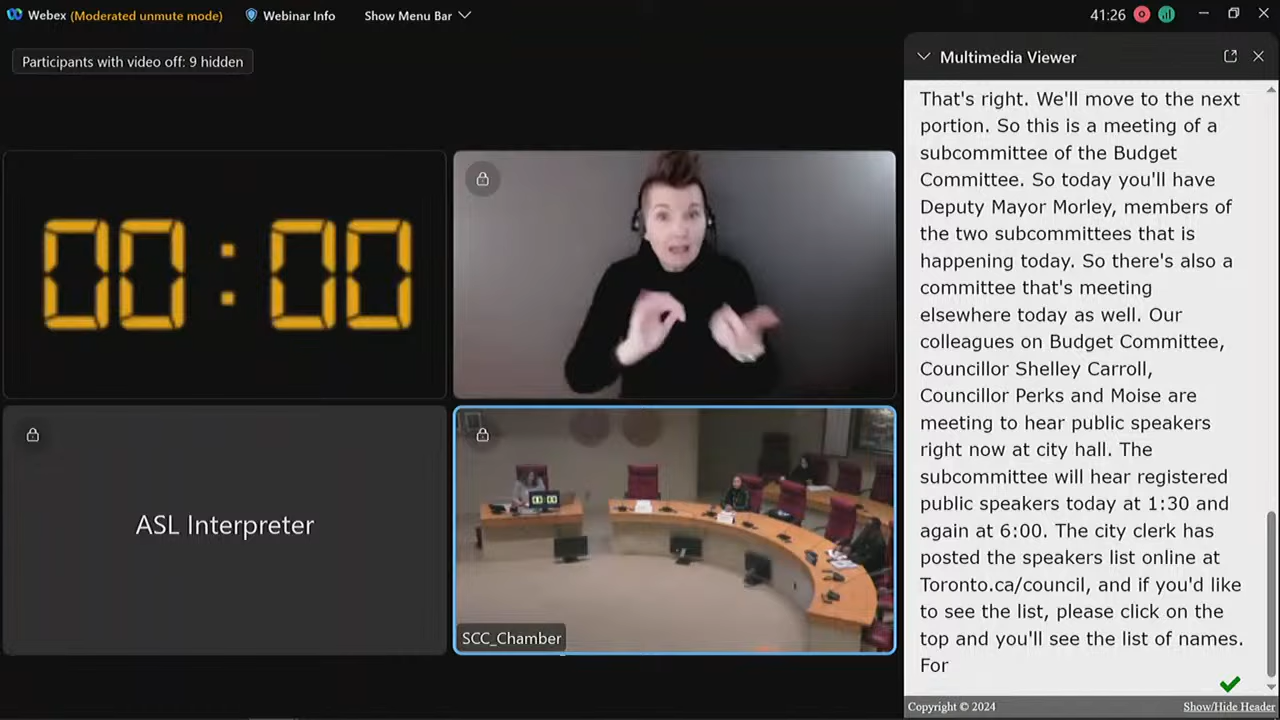 Webex (Moderated unmute mode) Webinar Info Show Menu Bar 41:26
Participants with video off: 9 hidden
00:00
ASL Interpreter
SCC_Chamber
Multimedia Viewer
That's right. We'll move to the next
portion. So this is a meeting of a
subcommittee of the Budget
Committee. So today you'll have
Deputy Mayor Morley, members of
the two subcommittees that is
happening today. So there's also a
committee that's meeting
elsewhere today as well. Our
colleagues on Budget Committee,
Councillor Shelley Carroll,
Councillor Perks and Moise are
meeting to hear public speakers
right now at city hall. The
subcommittee will hear registered
public speakers today at 1:30 and
again at 6:00. The city clerk has
posted the speakers list online at
Toronto.ca/council, and if you'd like
to see the list, please click on the
top and you'll see the list of names.
For
Copyright © 2024 Show/Hide Header